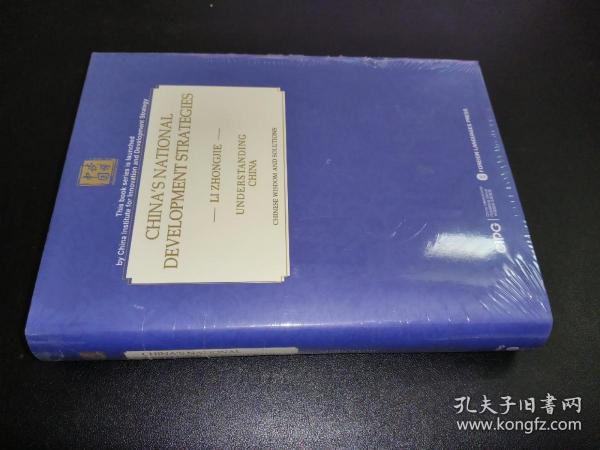 This book series is launched
by China Institute for Innovation and Development Strategy
CHINA'S NATIONAL
DEVELOPMENT STRATEGIES
— LI ZHONGJIE —
UNDERSTANDING
CHINA
CHINESE WISDOM AND SOLUTIONS
FOREIGN LANGUAGES PRESS
CIPG
CHINA'S NATIONAL
孔夫子旧书网
www.kongfz.com